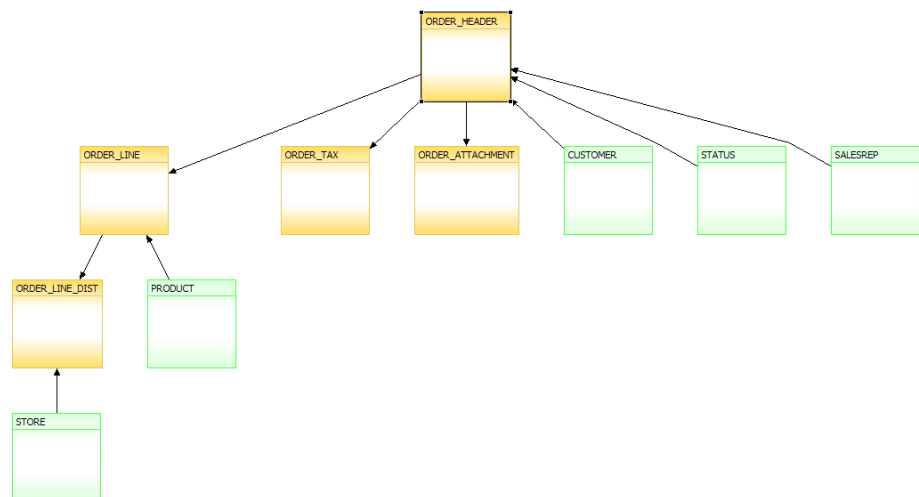 ORDER_HEADER
ORDER_LINE
ORDER_TAX
ORDER_ATTACHMENT
CUSTOMER
STATUS
SALESREP
ORDER_LINE_DIST
PRODUCT
STORE